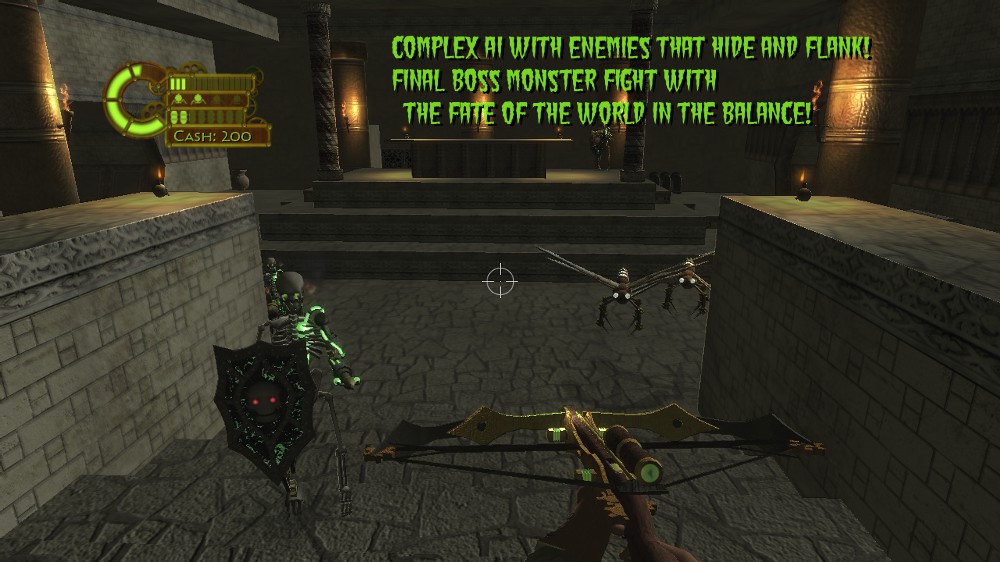 COMPLEX AI WITH ENEMIES THAT HIDE AND FLANK!
FINAL BOSS MONSTER FIGHT WITH
THE FATE OF THE WORLD IN THE BALANCE!
CASH: 200